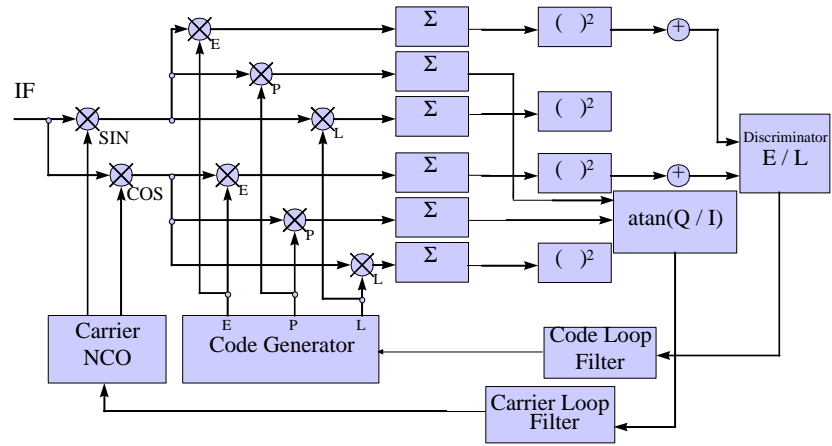 Σ
( )²
+
E
Σ
P
IF
Σ
( )²
SIN
L
Discriminator
E / L
Σ
( )²
+
COS
E
Σ
P
atan(Q / I)
Σ
( )²
L
E P L
Carrier
NCO
Code Generator
Code Loop
Filter
Carrier Loop
Filter